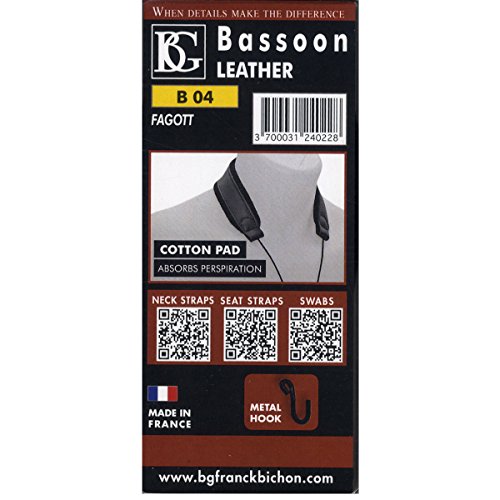 WHEN DETAILS MAKE THE DIFFERENCE
BG
Bassoon
LEATHER
B 04
FAGOTT
3 700031 240228
COTTON PAD
ABSORBS PERSPIRATION
NECK STRAPS SEAT STRAPS SWABS
MADE IN
FRANCE
METAL
HOOK
www.bgfranckbichon.com